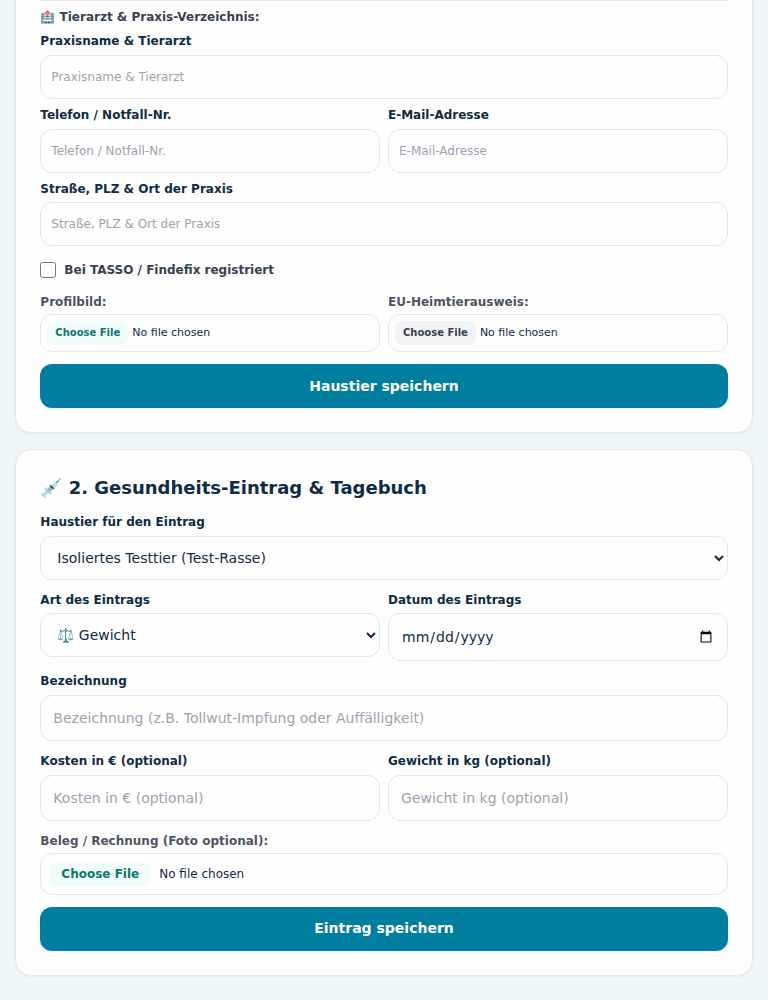 🏥 Tierarzt & Praxis-Verzeichnis:
Praxisname & Tierarzt
Praxisname & Tierarzt
Telefon / Notfall-Nr. E-Mail-Adresse
Telefon / Notfall-Nr. E-Mail-Adresse
Straße, PLZ & Ort der Praxis
Straße, PLZ & Ort der Praxis
Bei TASSO / Findefix registriert
Profilbild: EU-Heimtierausweis:
Choose File No file chosen Choose File No file chosen
Haustier speichern
💉 2. Gesundheits-Eintrag & Tagebuch
Haustier für den Eintrag
Isoliertes Testtier (Test-Rasse)
Art des Eintrags Datum des Eintrags
⚖️ Gewicht mm/dd/yyyy
Bezeichnung
Bezeichnung (z.B. Tollwut-Impfung oder Auffälligkeit)
Kosten in € (optional) Gewicht in kg (optional)
Kosten in € (optional) Gewicht in kg (optional)
Beleg / Rechnung (Foto optional):
Choose File No file chosen
Eintrag speichern